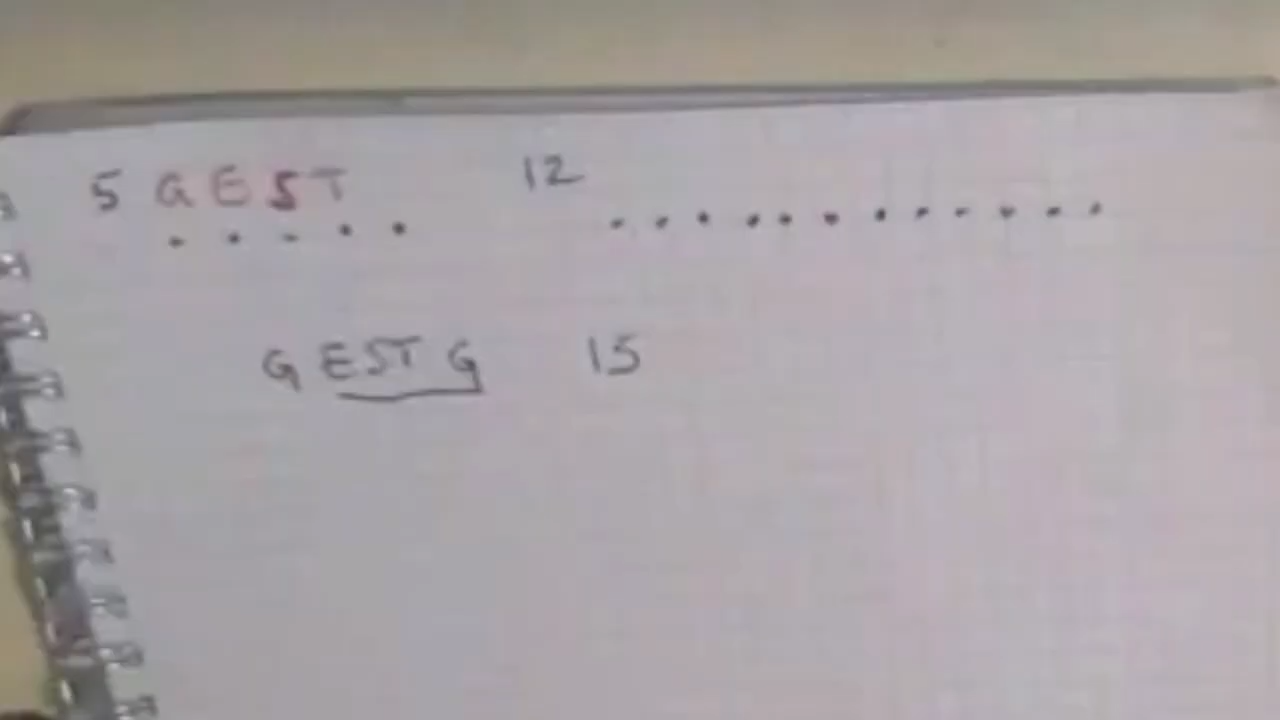 5 GEST 12
. . . . . . . . . . . . . . . . .
GESTG 15